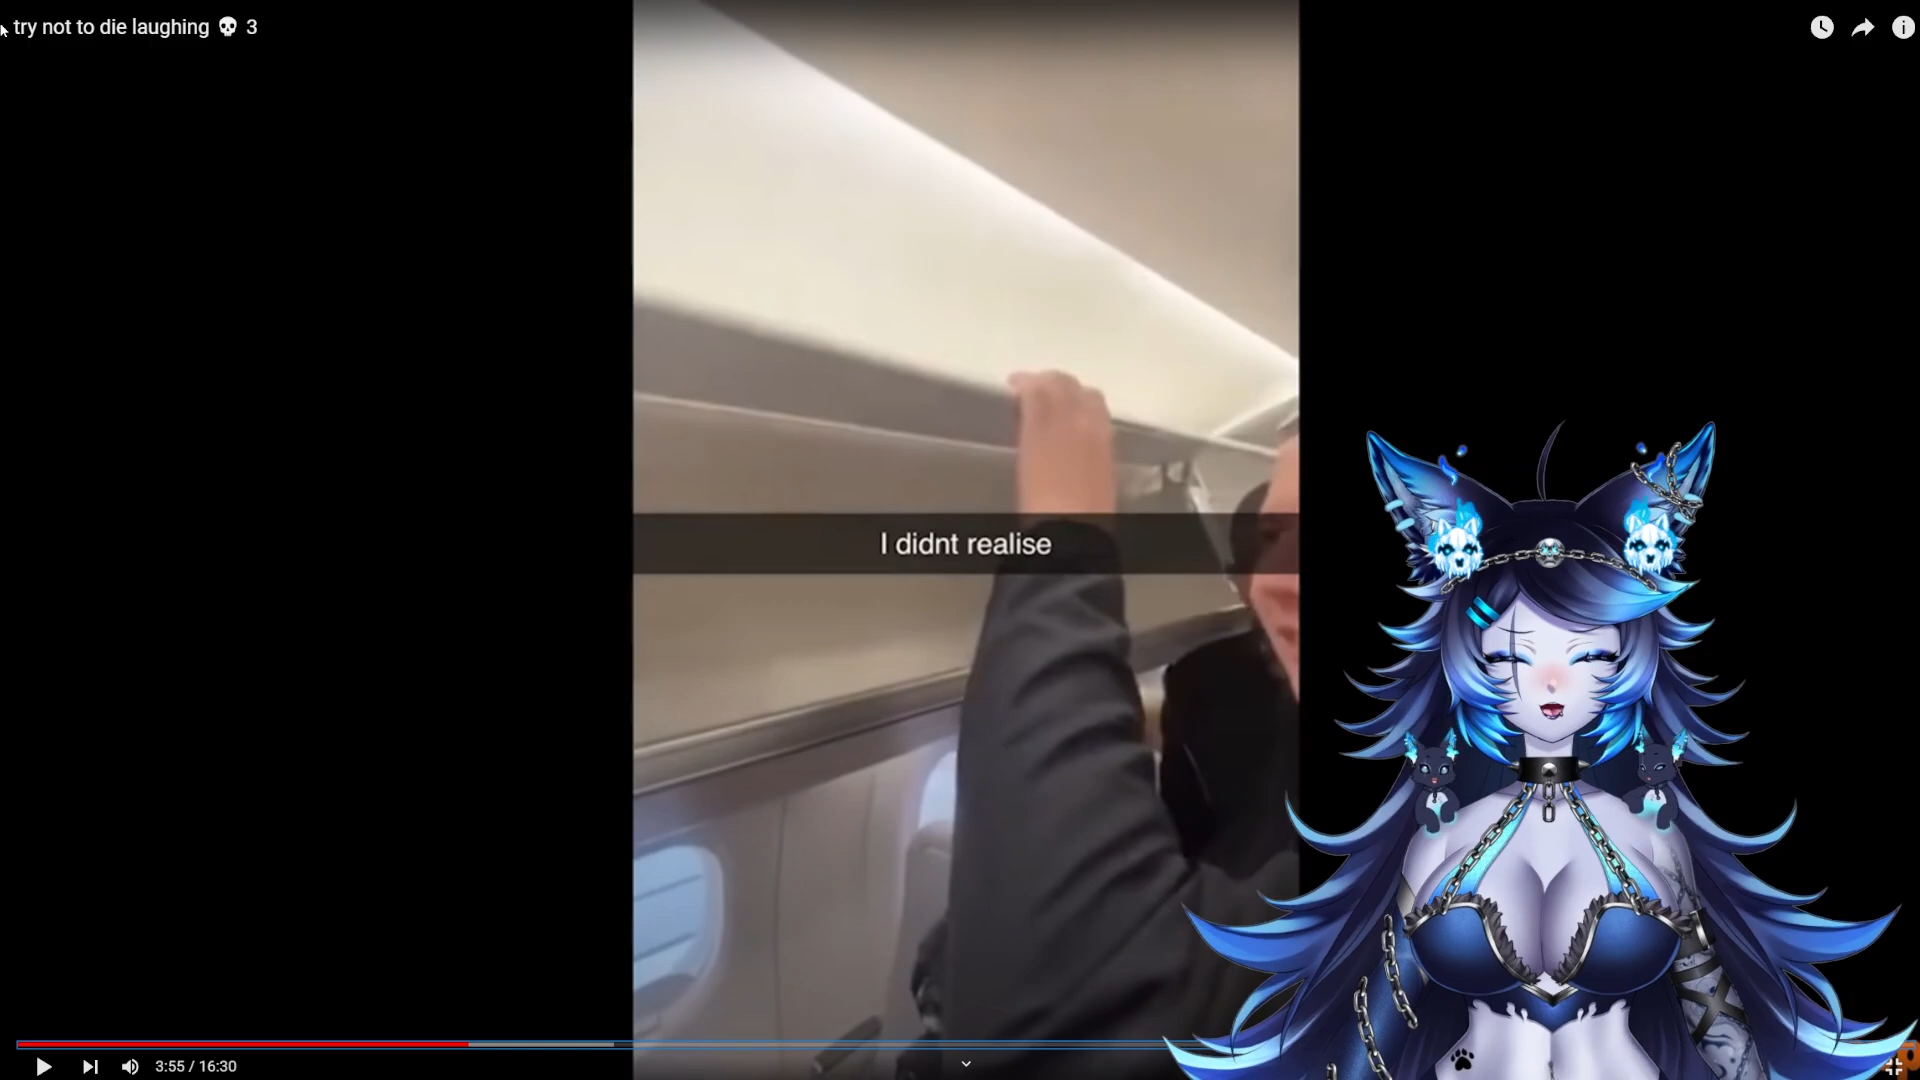 try not to die laughing 💀 3
I didnt realise
3:55 / 16:30